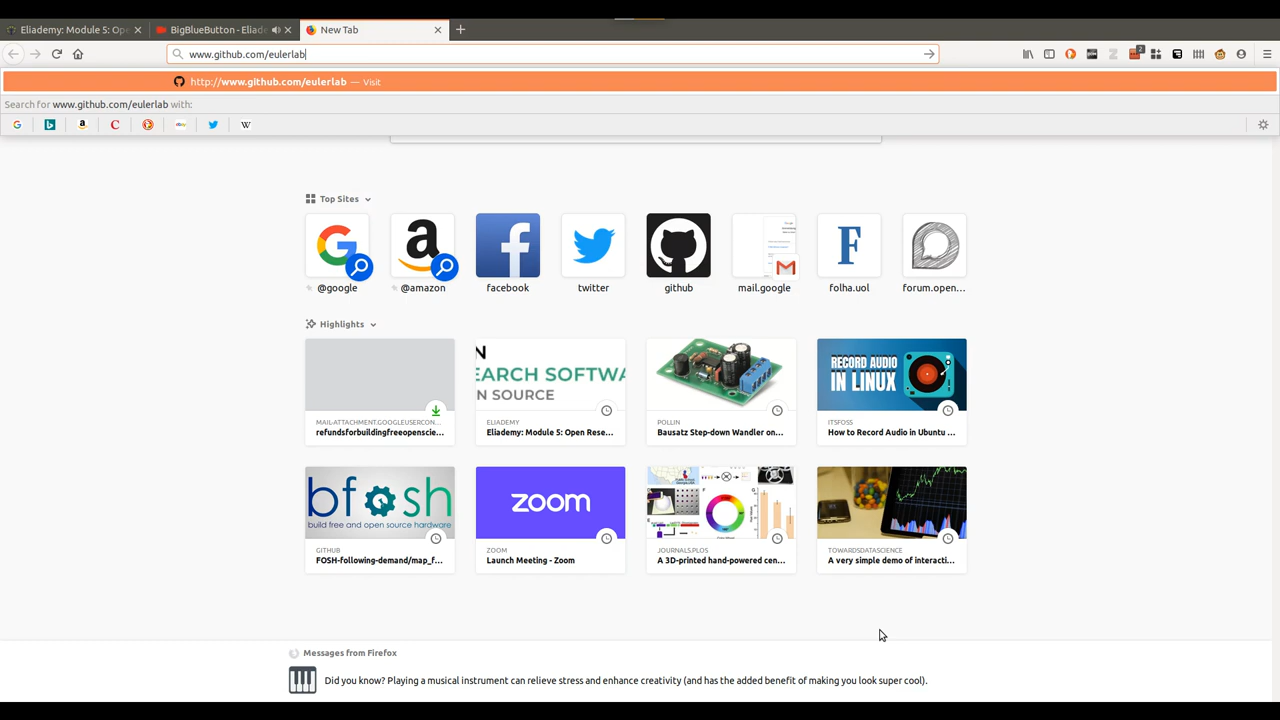 Eliademy: Module 5: Ope
BigBlueButton - Eliade
New Tab
www.github.com/eulerlab
2
http://www.github.com/eulerlab — Visit
Search for www.github.com/eulerlab with:
G b a C ebay W
Top Sites
G a f F
@google @amazon facebook twitter github mail.google folha.uol forum.open...
Highlights
N
EARCH SOFTWA
N SOURCE
RECORD AUDIO
IN LINUX
MAIL-ATTACHMENT.GOOGLEUSERCON...
refundsforbuildingfreeopenscie...
ELIADEMY
Eliademy: Module 5: Open Rese...
POLLIN
Bausatz Step-down Wandler on...
ITSFOSS
How to Record Audio in Ubuntu ...
bfosh
build free and open source hardware
zoom
GITHUB
FOSH-following-demand/map_f...
ZOOM
Launch Meeting - Zoom
JOURNALS.PLOS
A 3D-printed hand-powered cen...
TOWARDSDATASCIENCE
A very simple demo of interacti...
Messages from Firefox
Did you know? Playing a musical instrument can relieve stress and enhance creativity (and has the added benefit of making you look super cool).